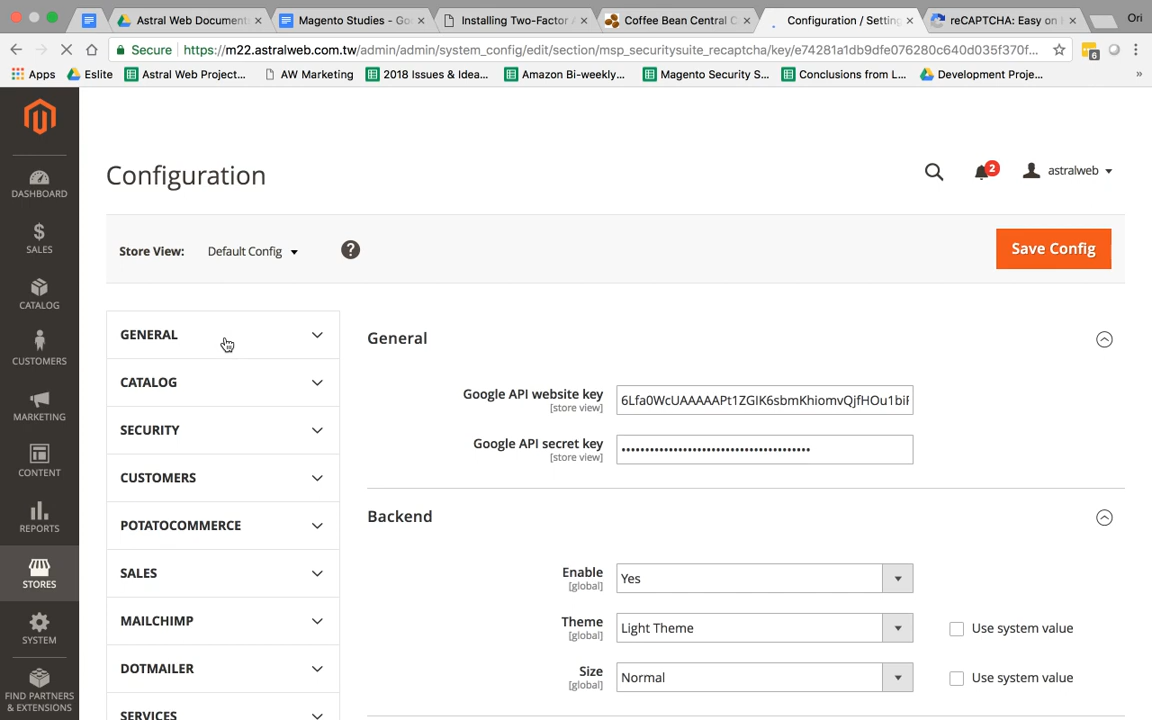 Astral Web Document
Magento Studies - Go
Installing Two-Factor A
Coffee Bean Central C
Configuration / Setting
reCAPTCHA: Easy on
Ori
Secure https://m22.astralweb.com.tw/admin/admin/system_config/edit/section/msp_securitysuite_recaptcha/key/e74281a1db9dfe076280c640d035f370f...
6
Apps Eslite Astral Web Project... AW Marketing 2018 Issues & Idea... Amazon Bi-weekly... Magento Security S... Conclusions from L... Development Proje... »
Configuration
2
astralweb
Store View: Default Config
?
Save Config
DASHBOARD
$
SALES
CATALOG
CUSTOMERS
MARKETING
CONTENT
REPORTS
STORES
SYSTEM
FIND PARTNERS
& EXTENSIONS
GENERAL
CATALOG
SECURITY
CUSTOMERS
POTATOCOMMERCE
SALES
MAILCHIMP
DOTMAILER
SERVICES
General
Google API website key
[store view]
6Lfa0WcUAAAAAPt1ZGIK6sbmKhiomvQjfHOu1biF
Google API secret key
[store view]
••••••••••••••••••••••••••••••••••••••••
Backend
Enable
[global]
Yes
Theme
[global]
Light Theme
Use system value
Size
[global]
Normal
Use system value